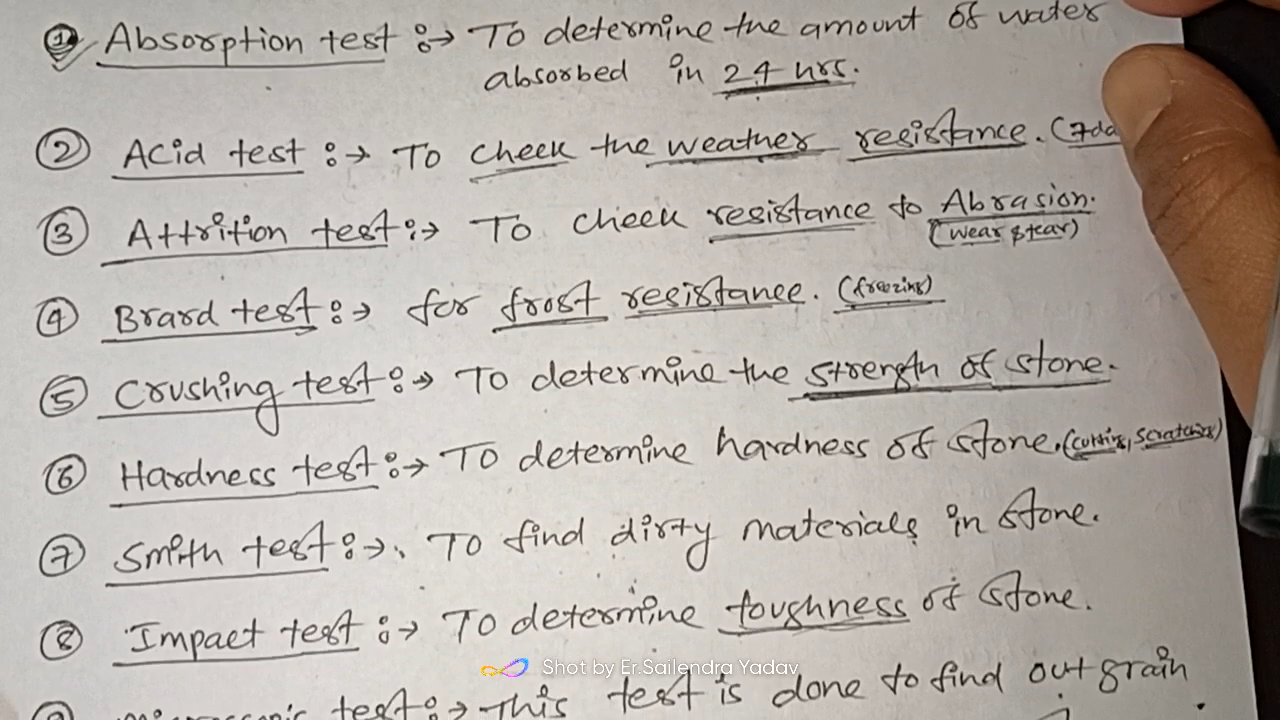 ① Absorption test :→ To determine the amount of water
absorbed in 24 hrs.
② Acid test :→ To check the weather resistance. (7da
③ Attrition test :→ To check resistance to Abrasion.
(wear & tear)
④ Brard test :→ for frost resistance. (freezing)
⑤ Crushing test :→ To determine the strength of stone.
⑥ Hardness test :→ To determine hardness of stone. (cutting, scratching)
⑦ Smith test :→ To find dirty materials in stone.
⑧ Impact test :→ To determine toughness of stone.
Shot by Er.Sailendra Yadav
test :→ This test is done to find out grain